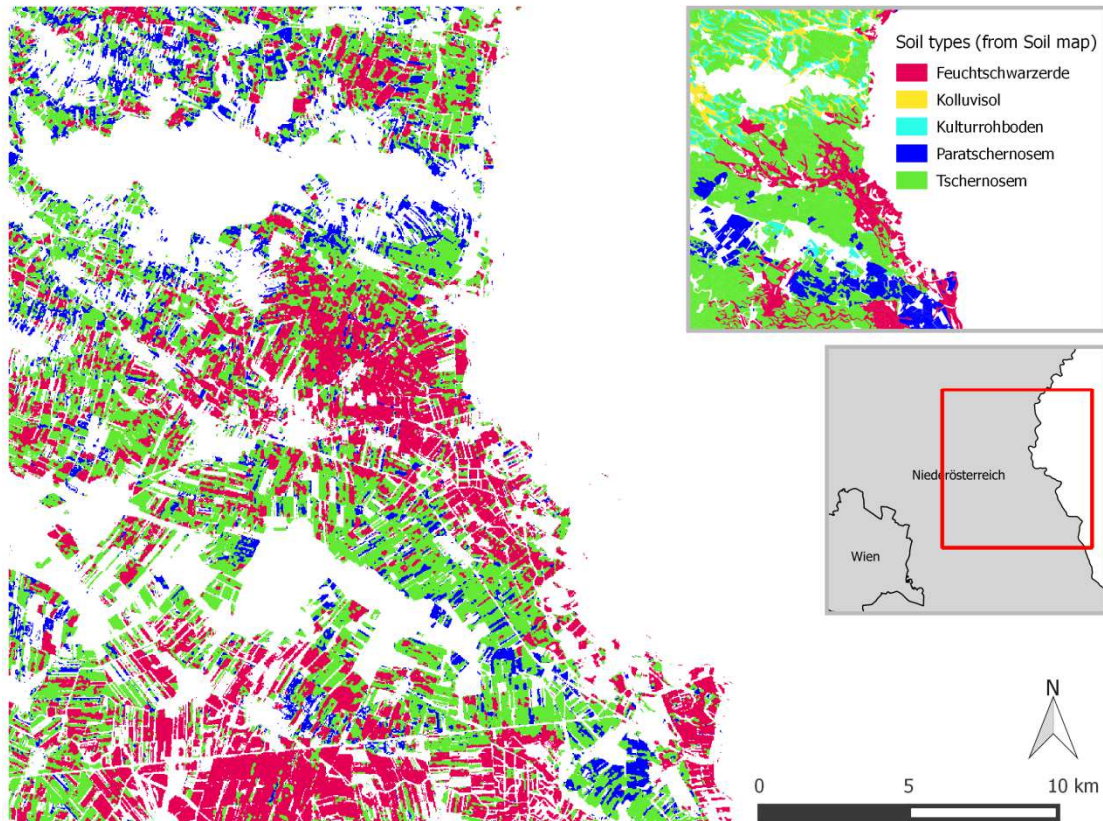 Soil types (from Soil map)
Feuchtschwarzerde
Kolluvisol
Kulturrohboden
Paratschernosem
Tschernosem
Niederösterreich
Wien
N
0 5 10 km